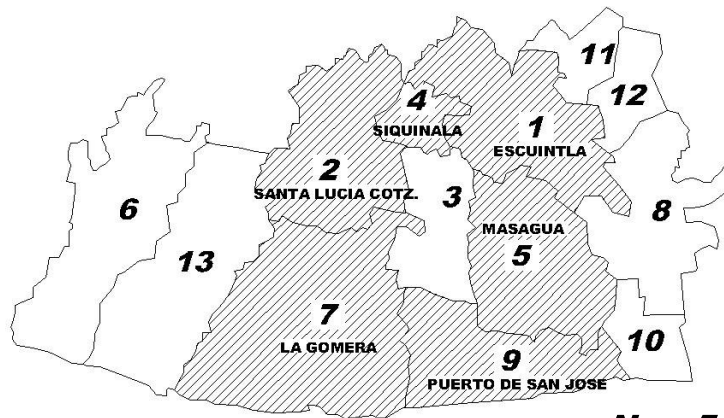 11
12
4
SIQUINALA
1
ESCUINTLA
2
SANTA LUCIA COTZ.
3
6
8
MASAGUA
5
13
7
LA GOMERA
9
PUERTO DE SAN JOSE
10